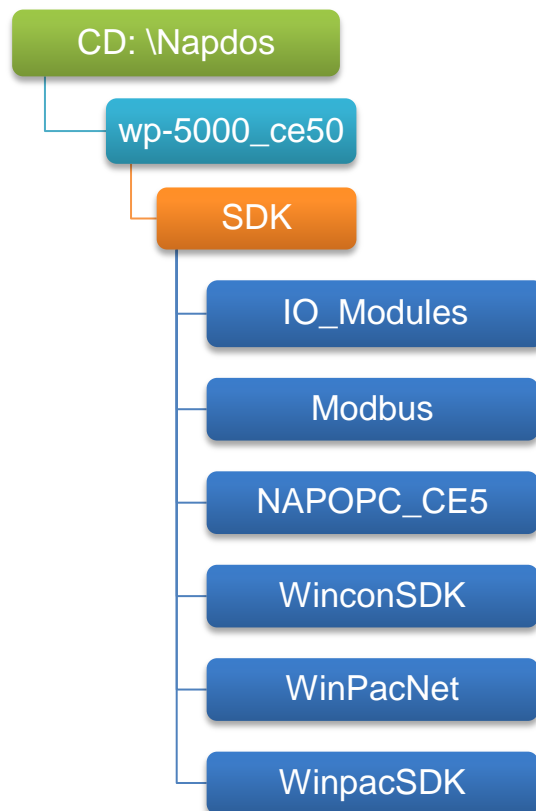 CD: \Napdos
wp-5000_ce50
SDK
IO_Modules
Modbus
NAPOPC_CE5
WinconSDK
WinPacNet
WinpacSDK